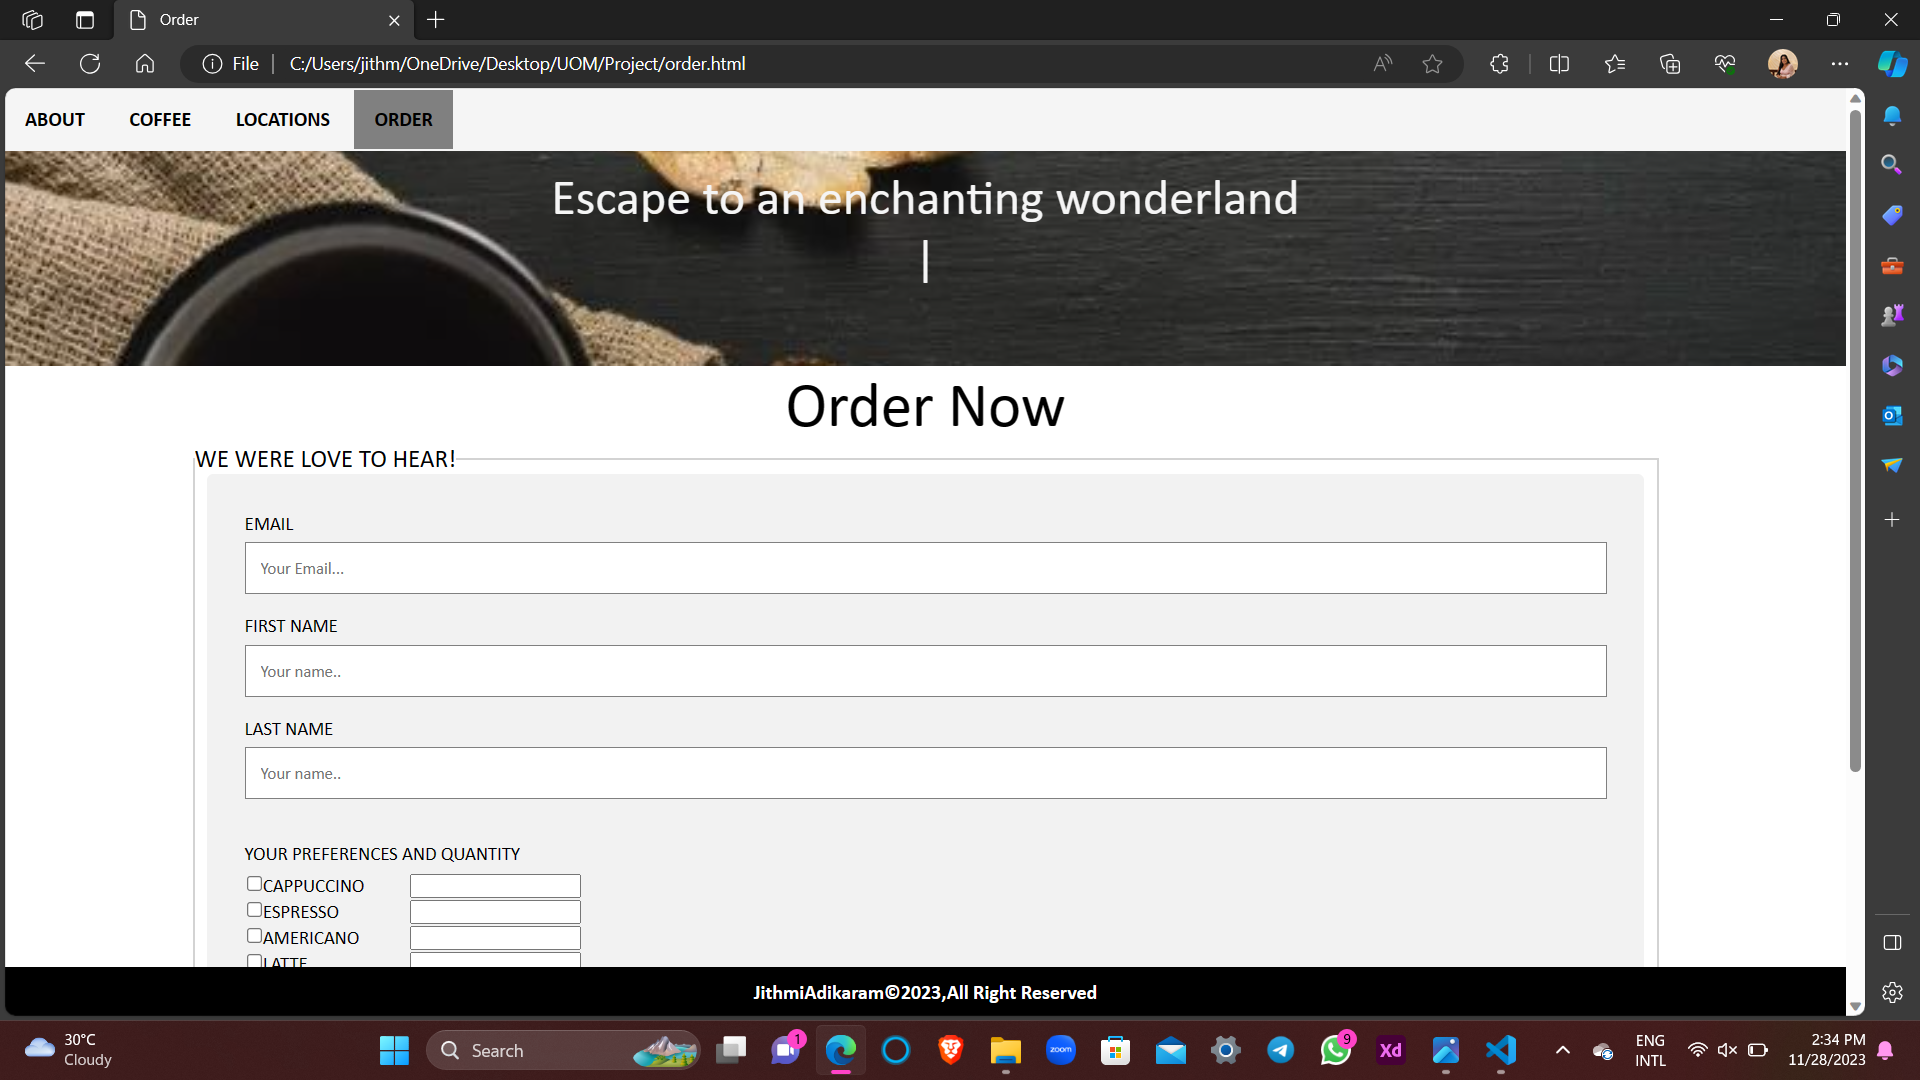 Order
File
C:/Users/jithm/OneDrive/Desktop/UOM/Project/order.html
ABOUT COFFEE LOCATIONS ORDER
Escape to an enchanting wonderland
|
Order Now
WE WERE LOVE TO HEAR!
EMAIL
Your Email...
FIRST NAME
Your name..
LAST NAME
Your name..
YOUR PREFERENCES AND QUANTITY
CAPPUCCINO
ESPRESSO
AMERICANO
LATTE
JithmiAdikaram©2023,All Right Reserved
30°C
Cloudy
Search
1
zoom
9
Xd
ENG
INTL
2:34 PM
11/28/2023